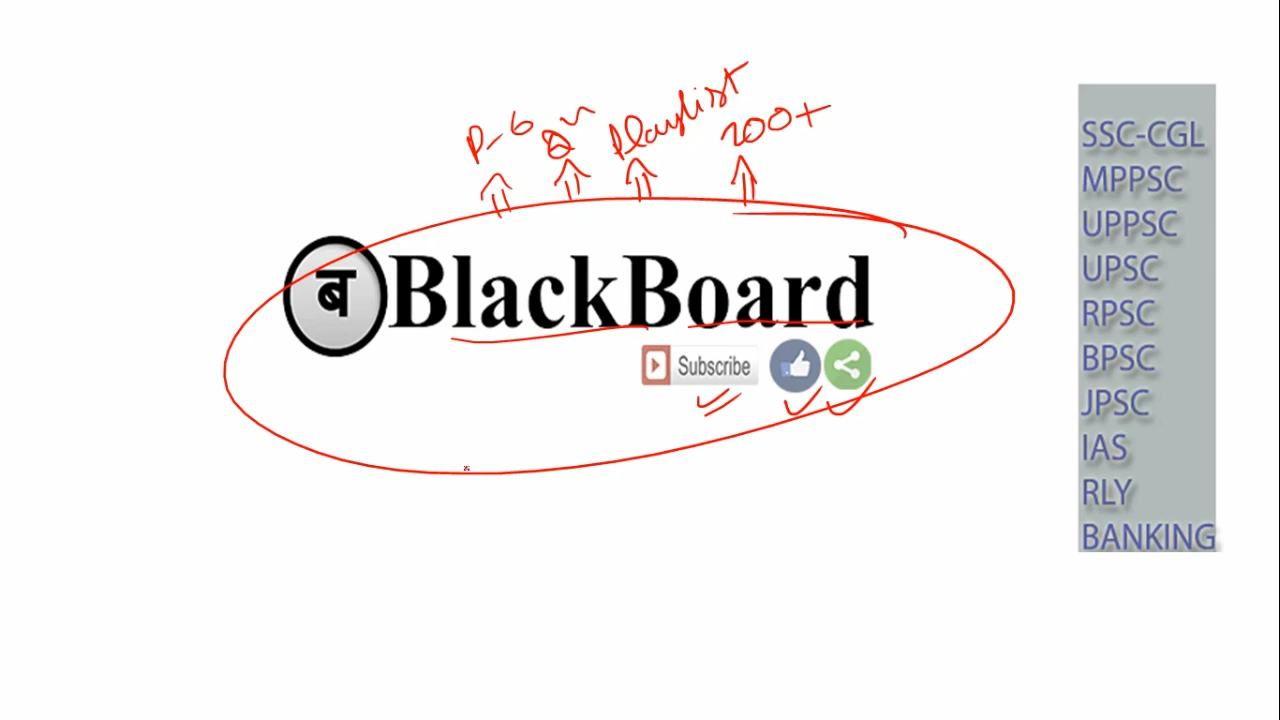 P-6 Playlist 200+
ब BlackBoard
Subscribe
SSC-CGL
MPPSC
UPPSC
UPSC
RPSC
BPSC
JPSC
IAS
RLY
BANKING